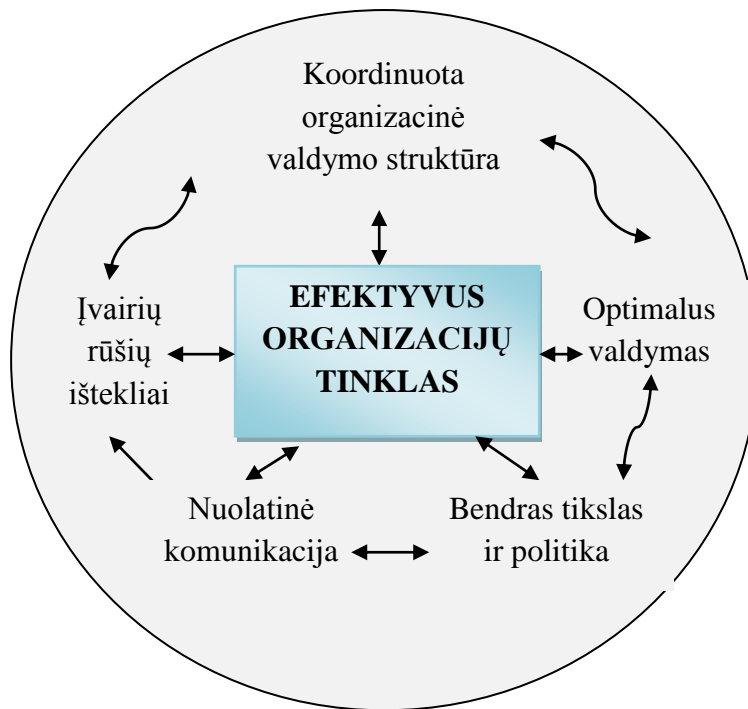 Koordinuota
organizacinė
valdymo struktūra
Įvairių
rūšių
ištekliai
EFEKTYVUS
ORGANIZACIJŲ
TINKLAS
Optimalus
valdymas
Nuolatinė
komunikacija
Bendras tikslas
ir politika